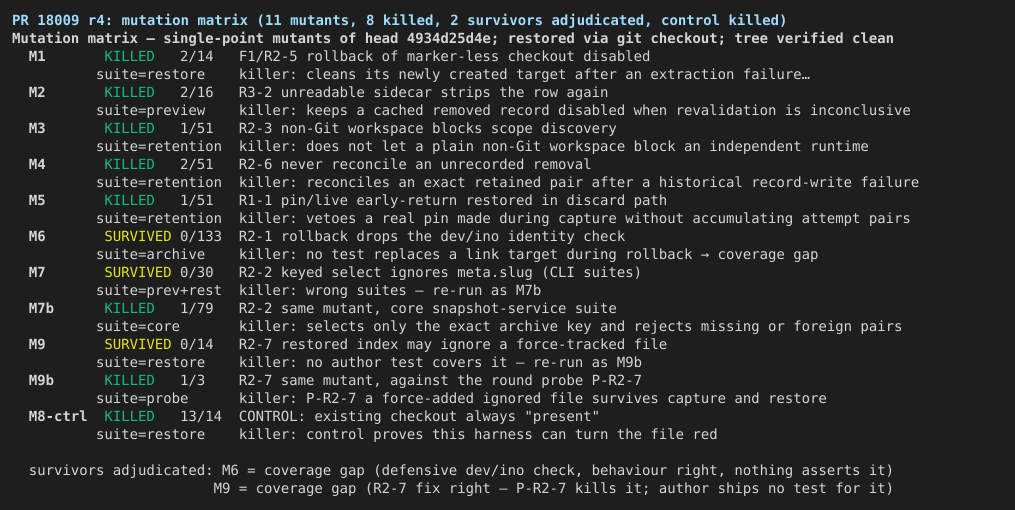 PR 18009 r4: mutation matrix (11 mutants, 8 killed, 2 survivors adjudicated, control killed)
Mutation matrix — single-point mutants of head 4934d25d4e; restored via git checkout; tree verified clean
M1 KILLED 2/14 F1/R2-5 rollback of marker-less checkout disabled
suite=restore killer: cleans its newly created target after an extraction failure…
M2 KILLED 2/16 R3-2 unreadable sidecar strips the row again
suite=preview killer: keeps a cached removed record disabled when revalidation is inconclusive
M3 KILLED 1/51 R2-3 non-Git workspace blocks scope discovery
suite=retention killer: does not let a plain non-Git workspace block an independent runtime
M4 KILLED 2/51 R2-6 never reconcile an unrecorded removal
suite=retention killer: reconciles an exact retained pair after a historical record-write failure
M5 KILLED 1/51 R1-1 pin/live early-return restored in discard path
suite=retention killer: vetoes a real pin made during capture without accumulating attempt pairs
M6 SURVIVED 0/133 R2-1 rollback drops the dev/ino identity check
suite=archive killer: no test replaces a link target during rollback → coverage gap
M7 SURVIVED 0/30 R2-2 keyed select ignores meta.slug (CLI suites)
suite=prev+rest killer: wrong suites — re-run as M7b
M7b KILLED 1/79 R2-2 same mutant, core snapshot-service suite
suite=core killer: selects only the exact archive key and rejects missing or foreign pairs
M9 SURVIVED 0/14 R2-7 restored index may ignore a force-tracked file
suite=restore killer: no author test covers it — re-run as M9b
M9b KILLED 1/3 R2-7 same mutant, against the round probe P-R2-7
suite=probe killer: P-R2-7 a force-added ignored file survives capture and restore
M8-ctrl KILLED 13/14 CONTROL: existing checkout always "present"
suite=restore killer: control proves this harness can turn the file red
survivors adjudicated: M6 = coverage gap (defensive dev/ino check, behaviour right, nothing asserts it)
M9 = coverage gap (R2-7 fix right — P-R2-7 kills it; author ships no test for it)